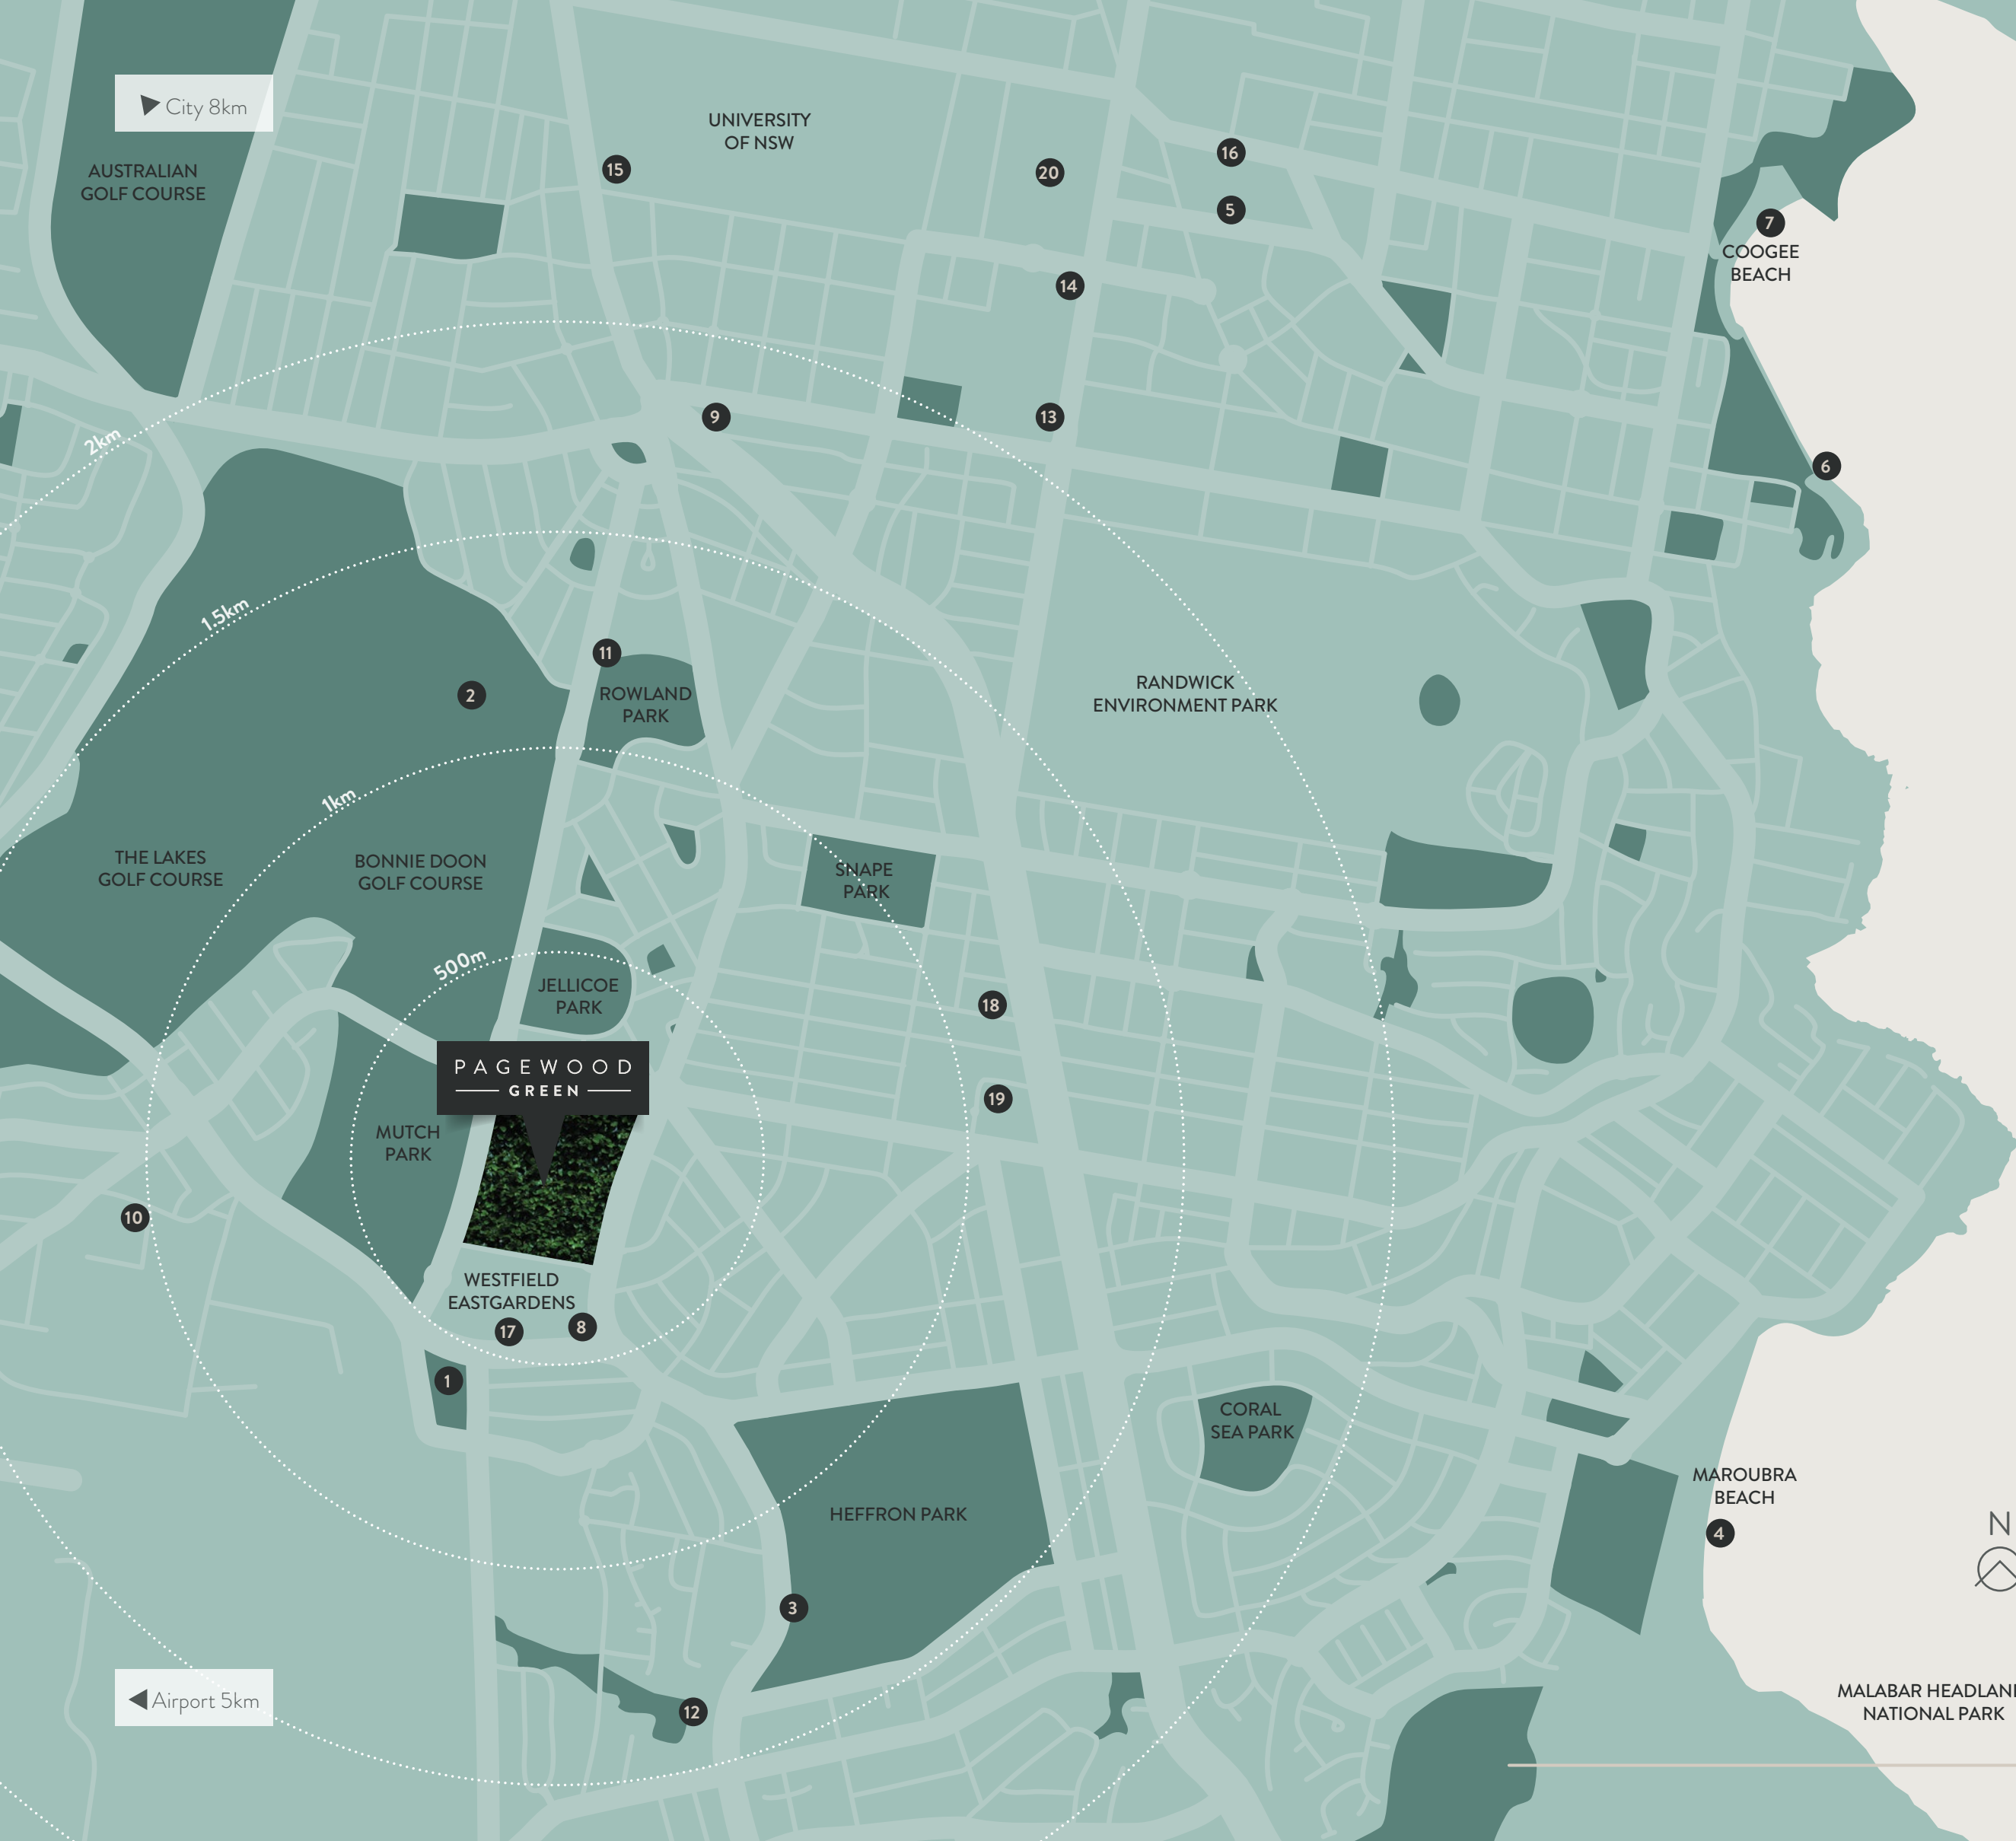 City 8km
UNIVERSITY
OF NSW
16
15
20
AUSTRALIAN
GOLF COURSE
5
7
COOGEE
BEACH
14
9
13
2km
6
1.5km
11
2
ROWLAND
PARK
RANDWICK
ENVIRONMENT PARK
1km
THE LAKES
GOLF COURSE
BONNIE DOON
GOLF COURSE
SNAPE
PARK
500m
JELLICOE
PARK
18
PAGEWOOD
GREEN
19
MUTCH
PARK
10
WESTFIELD
EASTGARDENS
17
8
1
CORAL
SEA PARK
MAROUBRA
BEACH
4
HEFFRON PARK
N
3
Airport 5km
12
MALABAR HEADLAN
NATIONAL PARK